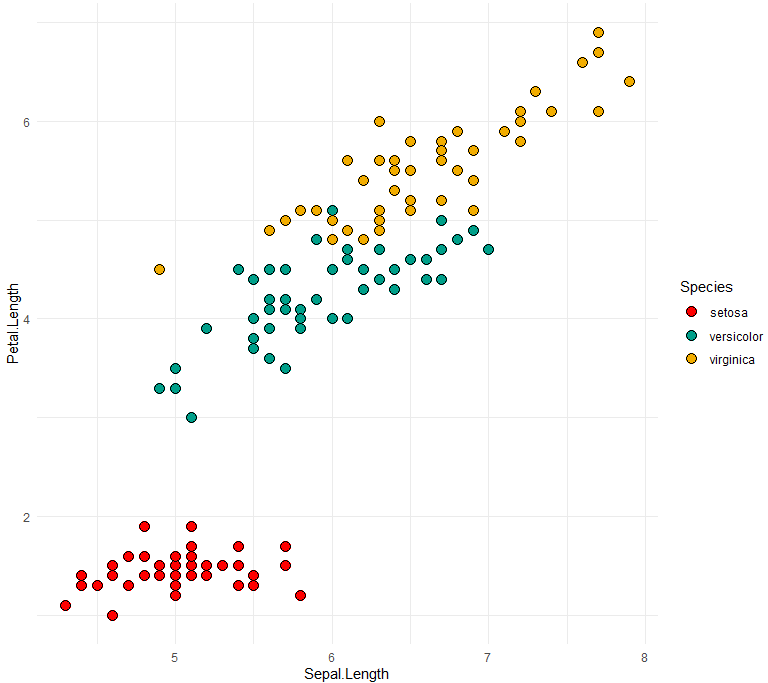 6
4
2
Petal.Length
5 6 7 8
Sepal.Length
Species
setosa
versicolor
virginica